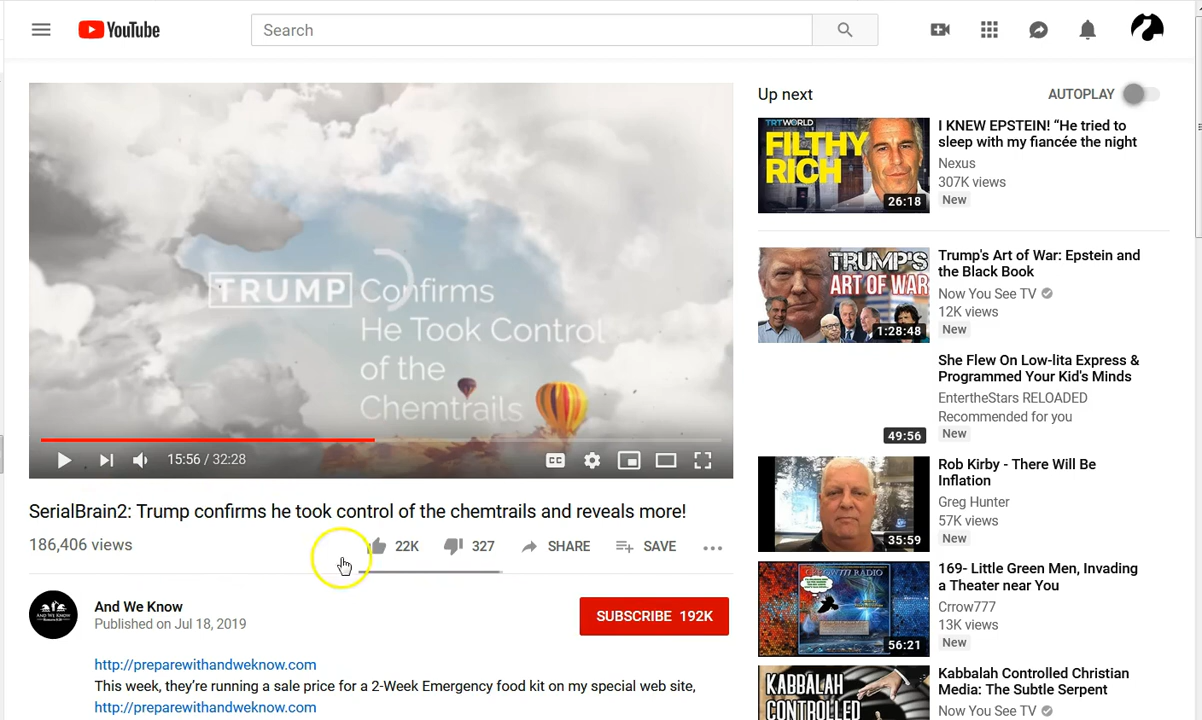 YouTube
Search
TRUMP Confirms
He Took Control
of the
Chemtrails
CC
15:56 / 32:28
SerialBrain2: Trump confirms he took control of the chemtrails and reveals more!
186,406 views
22K
327
SHARE
SAVE
AND WE KNOW
And We Know
Published on Jul 18, 2019
SUBSCRIBE 192K
http://preparewithandweknow.com
This week, they’re running a sale price for a 2-Week Emergency food kit on my special web site,
http://preparewithandweknow.com
Up next
AUTOPLAY
TRTWORLD
FILTHY
RICH
26:18
I KNEW EPSTEIN! “He tried to
sleep with my fiancée the night
Nexus
307K views
New
TRUMP'S
ART OF WAR
1:28:48
Trump's Art of War: Epstein and
the Black Book
Now You See TV
12K views
New
49:56
She Flew On Low-lita Express &
Programmed Your Kid's Minds
EntertheStars RELOADED
Recommended for you
New
35:59
Rob Kirby - There Will Be
Inflation
Greg Hunter
57K views
New
CROW777 RADIO
56:21
169- Little Green Men, Invading
a Theater near You
Crrow777
13K views
New
KABBALAH
CONTROLLED
Kabbalah Controlled Christian
Media: The Subtle Serpent
Now You See TV